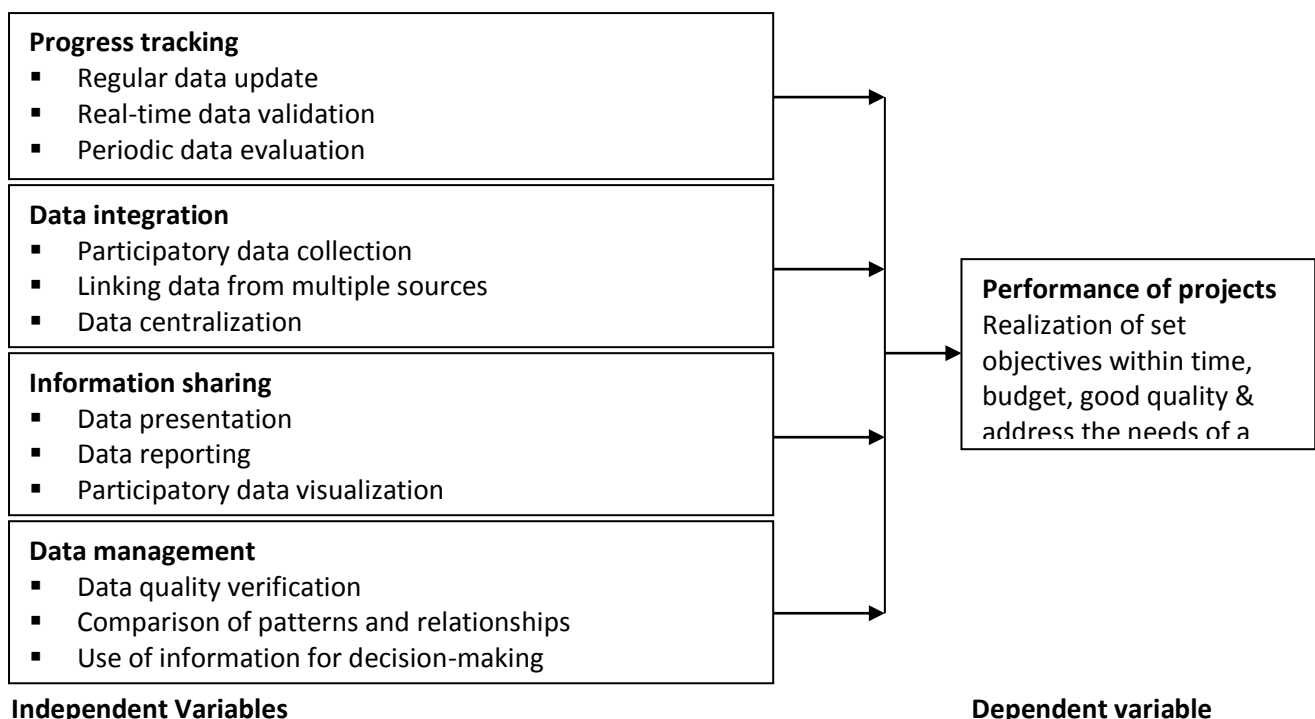 Progress tracking
▪ Regular data update
▪ Real-time data validation
▪ Periodic data evaluation
Data integration
▪ Participatory data collection
▪ Linking data from multiple sources
▪ Data centralization
Information sharing
▪ Data presentation
▪ Data reporting
▪ Participatory data visualization
Data management
▪ Data quality verification
▪ Comparison of patterns and relationships
▪ Use of information for decision-making
Performance of projects
Realization of set
objectives within time,
budget, good quality &
address the needs of a
Independent Variables
Dependent variable